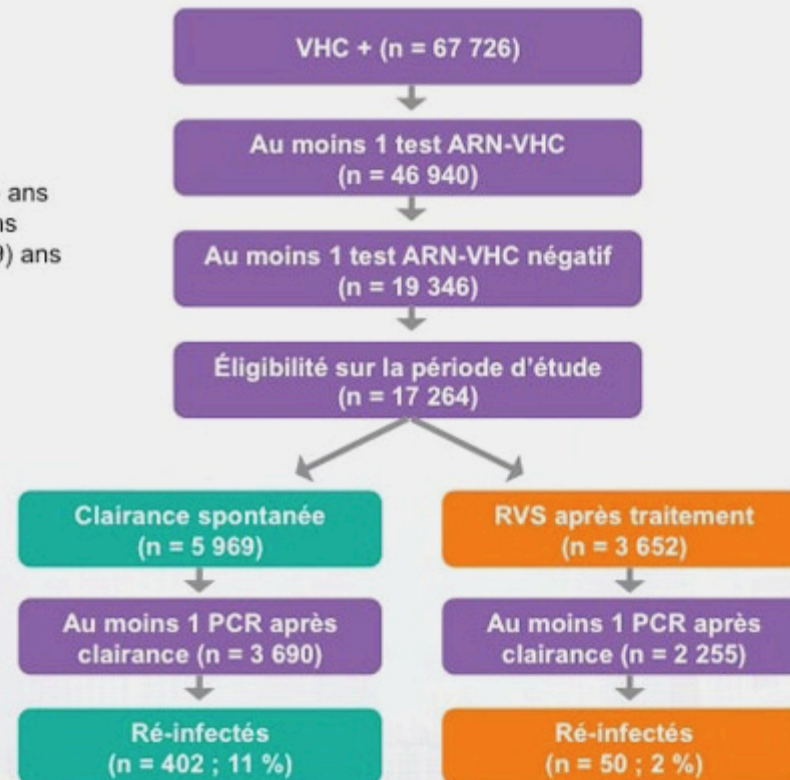 VHC + (n = 67 726)
Au moins 1 test ARN-VHC
(n = 46 940)
ans
ns
9) ans
Au moins 1 test ARN-VHC négatif
(n = 19 346)
Éligibilité sur la période d'étude
(n = 17 264)
Clairance spontanée
(n = 5 969)
RVS après traitement
(n = 3 652)
Au moins 1 PCR après
clairance (n = 3 690)
Au moins 1 PCR après
clairance (n = 2 255)
Ré-infectés
(n = 402 ; 11 %)
Ré-infectés
(n = 50 ; 2 %)